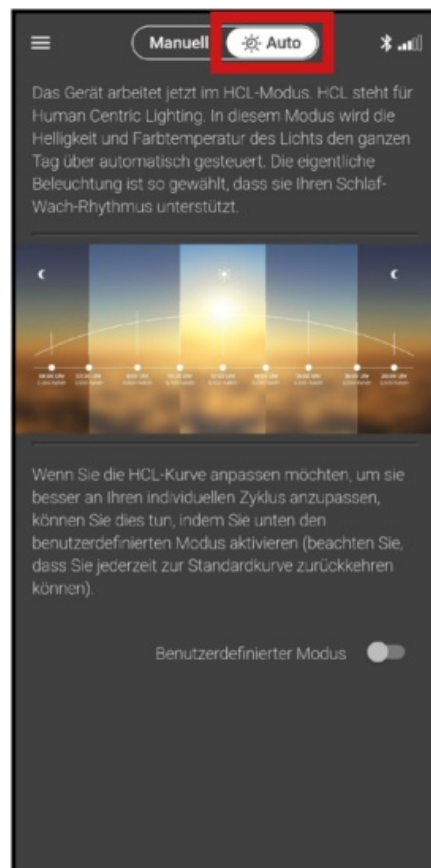 Manuell Auto
Das Gerät arbeitet jetzt im HCL-Modus. HCL steht für
Human Centric Lighting. In diesem Modus wird die
Helligkeit und Farbtemperatur des Lichts den ganzen
Tag über automatisch gesteuert. Die eigentliche
Beleuchtung ist so gewählt, dass sie Ihren Schlaf-
Wach-Rhythmus unterstützt.
Wenn Sie die HCL-Kurve anpassen möchten, um sie
besser an Ihren individuellen Zyklus anzupassen,
können Sie dies tun, indem Sie unten den
benutzerdefinierten Modus aktivieren (beachten Sie,
dass Sie jederzeit zur Standardkurve zurückkehren
können).
Benutzerdefinierter Modus